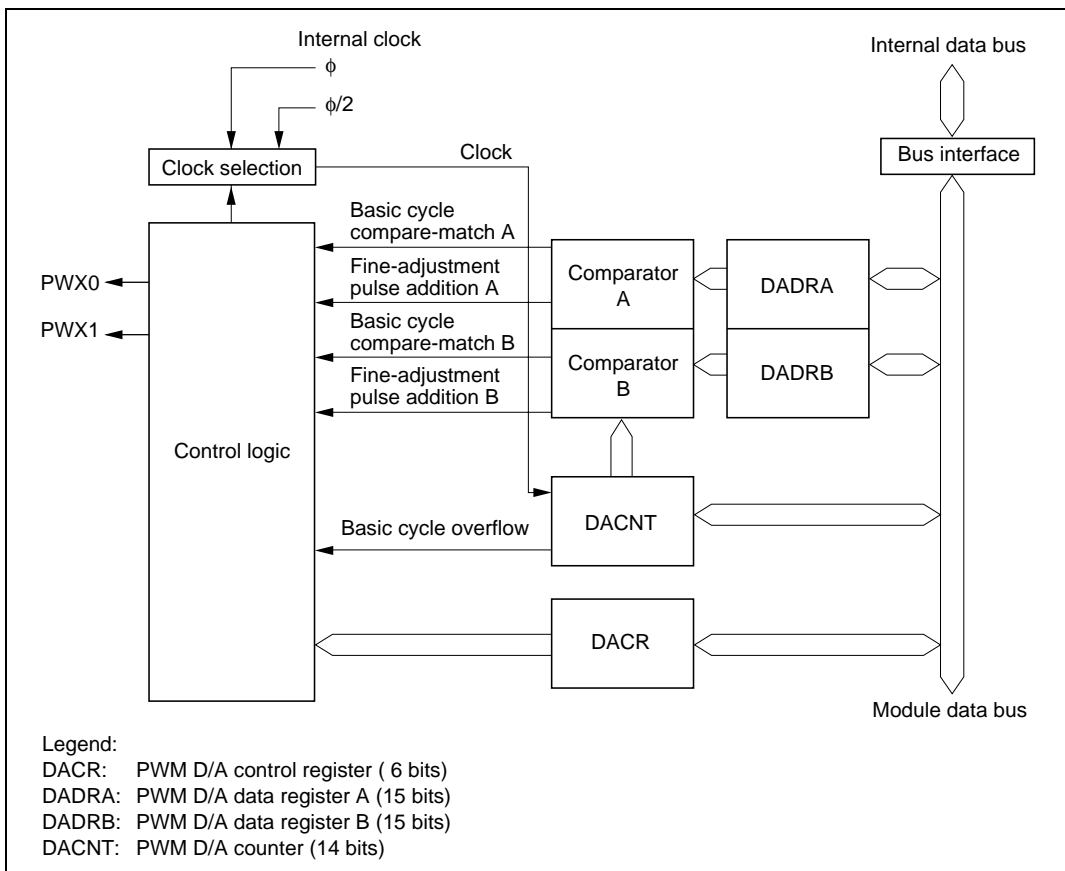 Internal clock
ϕ
ϕ/2
Internal data bus
Clock selection
Clock
Bus interface
Basic cycle
compare-match A
Fine-adjustment
pulse addition A
Basic cycle
compare-match B
Fine-adjustment
pulse addition B
Comparator
A
DADRA
Comparator
B
DADRB
PWX0
PWX1
Control logic
DACNT
Basic cycle overflow
DACR
Module data bus
Legend:
DACR: PWM D/A control register ( 6 bits)
DADRA: PWM D/A data register A (15 bits)
DADRB: PWM D/A data register B (15 bits)
DACNT: PWM D/A counter (14 bits)